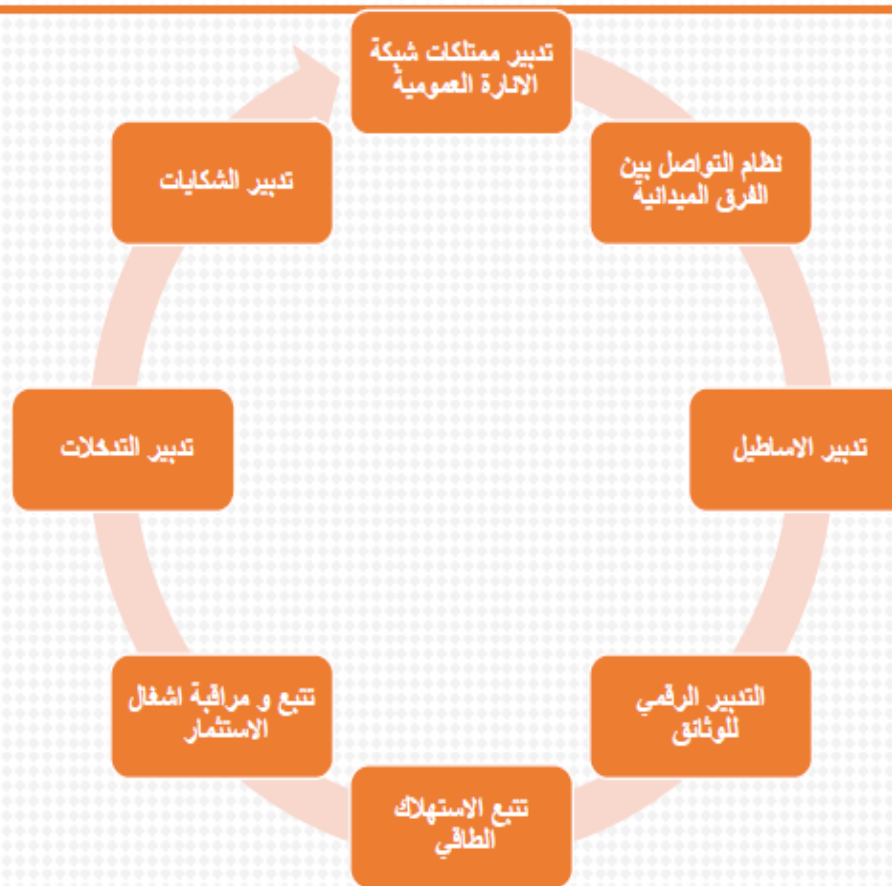 تدبير ممتلكات شبكة
الانارة العمومية
نظام التواصل بين
الفرق الميدانية
تدبير الاساطيل
التدبير الرقمي
للوثائق
تتبع الاستهلاك
الطاقي
تتبع و مراقبة اشغال
الاستثمار
تدبير التدخلات
تدبير الشكايات